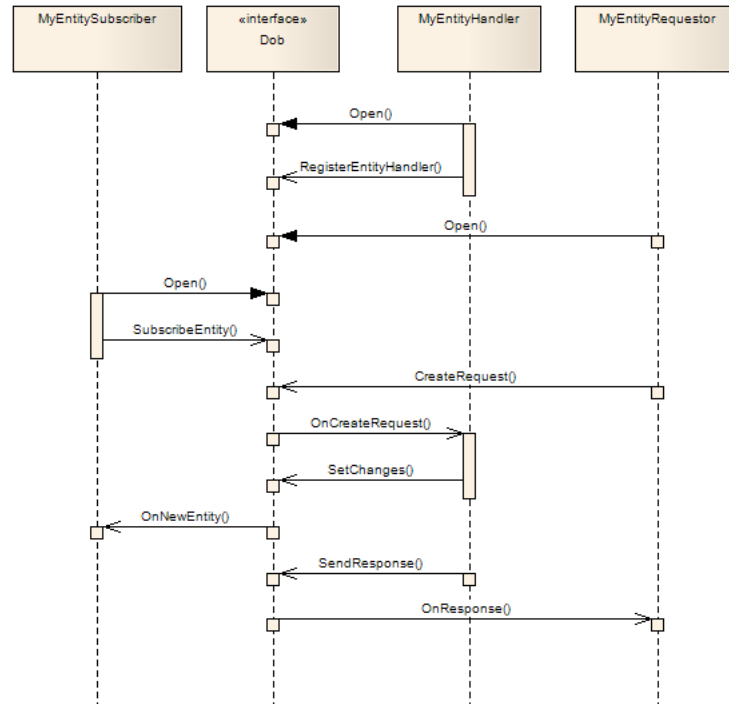 MyEntitySubscriber
«interface»
Dob
MyEntityHandler
MyEntityRequestor
Open()
RegisterEntityHandler()
Open()
Open()
SubscribeEntity()
CreateRequest()
OnCreateRequest()
SetChanges()
OnNewEntity()
SendResponse()
OnResponse()